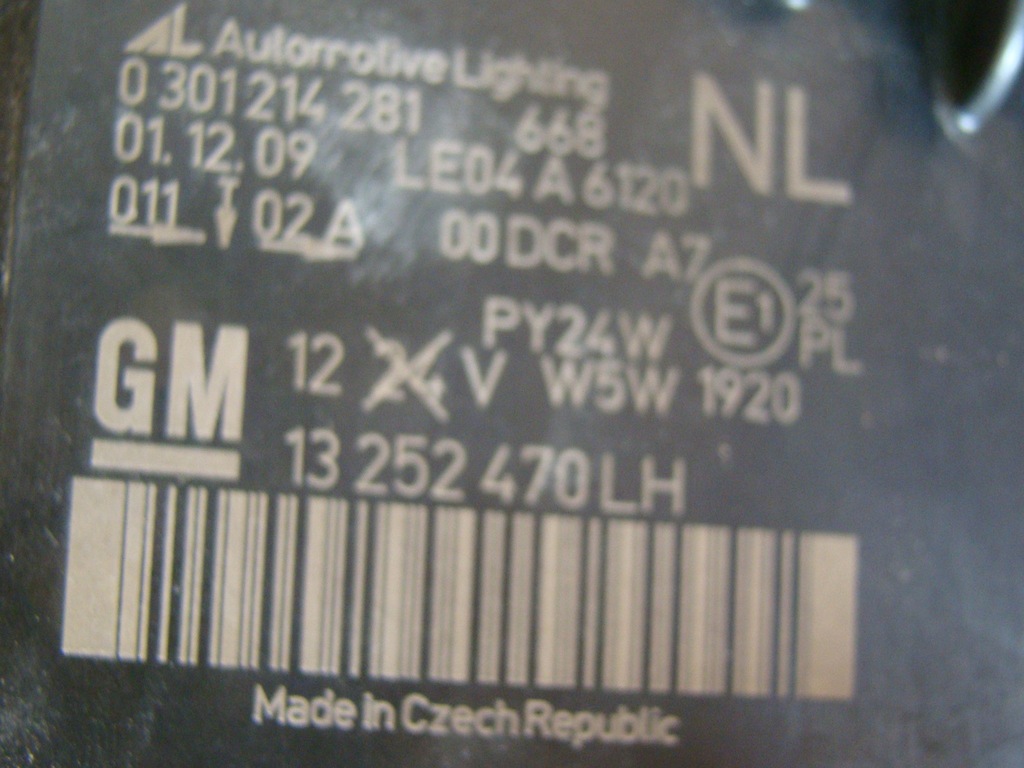 AL Automotive Lighting
0 301 214 281 668 NL
01.12.09 LE04 A 6120
011 02 A 00 DCR A7
E1 25
PL
PY24W
GM 12 24 V W5W 1920
13 252 470 LH
Made in Czech Republic